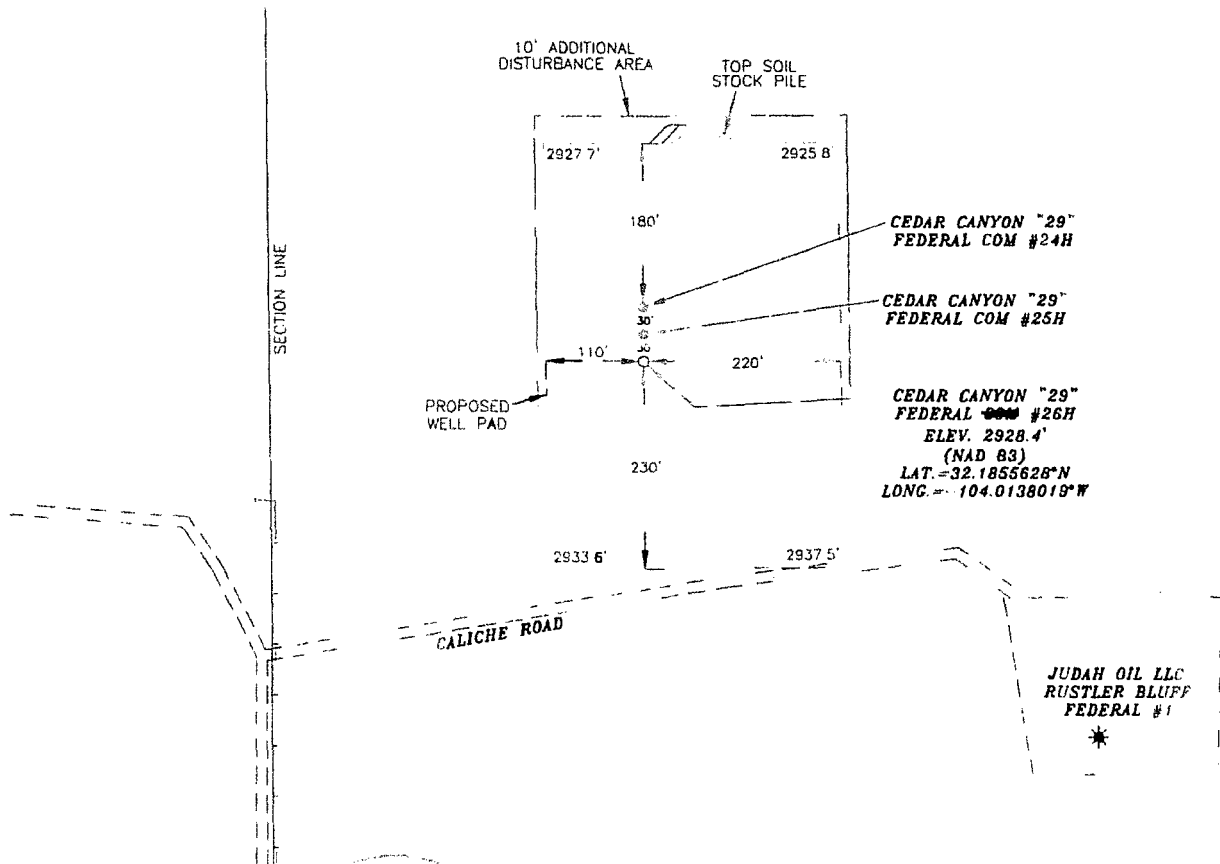 10' ADDITIONAL
DISTURBANCE AREA
TOP SOIL
STOCK PILE
2927 7'
2925 8'
180'
CEDAR CANYON "29"
FEDERAL COM #24H
SECTION LINE
30'
CEDAR CANYON "29"
FEDERAL COM #25H
110'
220'
PROPOSED
WELL PAD
CEDAR CANYON "29"
FEDERAL #26H
ELEV. 2928.4'
(NAD 83)
LAT.=32.1855628°N
LONG.= 104.0138019°W
230'
2933 6'
2937 5'
CALICHE ROAD
JUDAH OIL LLC
RUSTLER BLUFF
FEDERAL #1